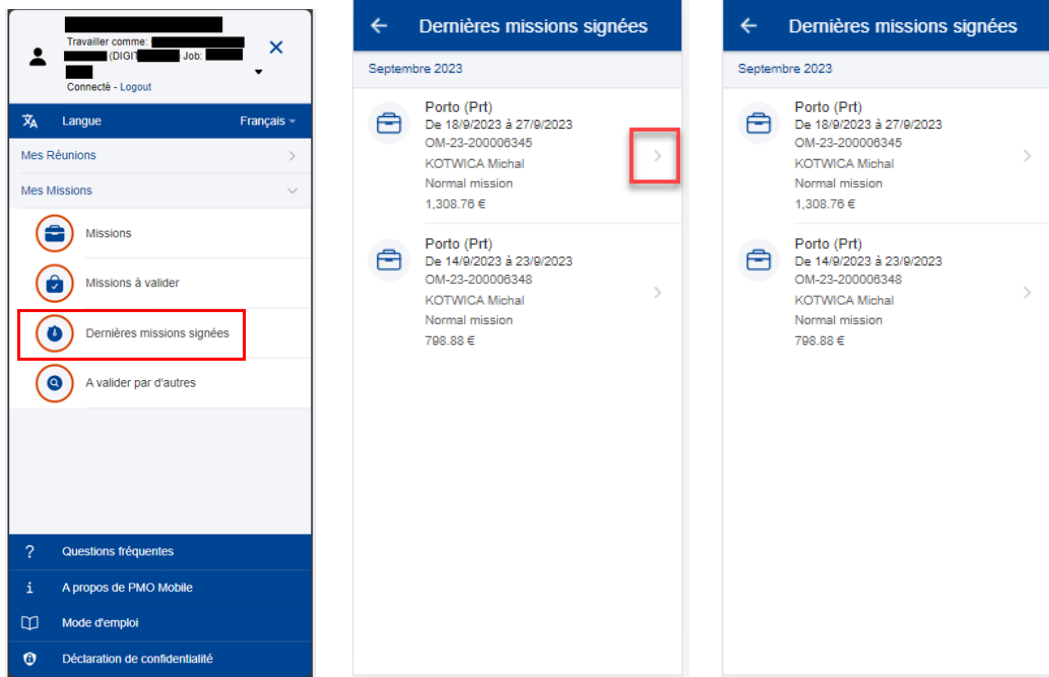 Travailler comme:
(DIGIT Job:
Connecté - Logout
Langue Français
Mes Réunions
Mes Missions
Missions
Missions à valider
Dernières missions signées
A valider par d'autres
Questions fréquentes
A propos de PMO Mobile
Mode d'emploi
Déclaration de confidentialité
Dernières missions signées
Septembre 2023
Porto (Prt)
De 18/9/2023 à 27/9/2023
OM-23-200006345
KOTWICA Michal
Normal mission
1,308.76 €
Porto (Prt)
De 14/9/2023 à 23/9/2023
OM-23-200006348
KOTWICA Michal
Normal mission
798.88 €
Dernières missions signées
Septembre 2023
Porto (Prt)
De 18/9/2023 à 27/9/2023
OM-23-200006345
KOTWICA Michal
Normal mission
1,308.76 €
Porto (Prt)
De 14/9/2023 à 23/9/2023
OM-23-200006348
KOTWICA Michal
Normal mission
798.88 €